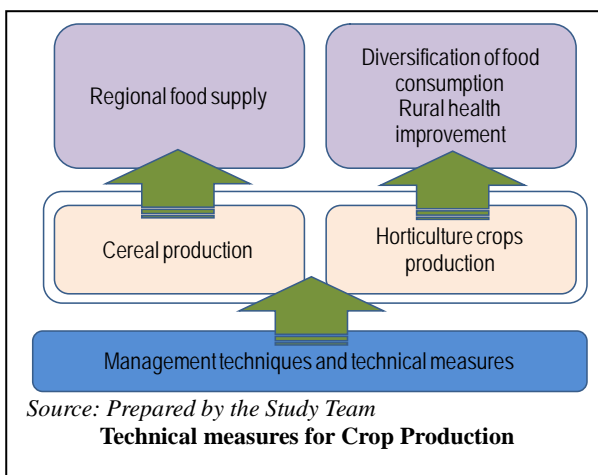 Regional food supply
Diversification of food
consumption
Rural health
improvement
Cereal production
Horticulture crops
production
Management techniques and technical measures
Source: Prepared by the Study Team
Technical measures for Crop Production